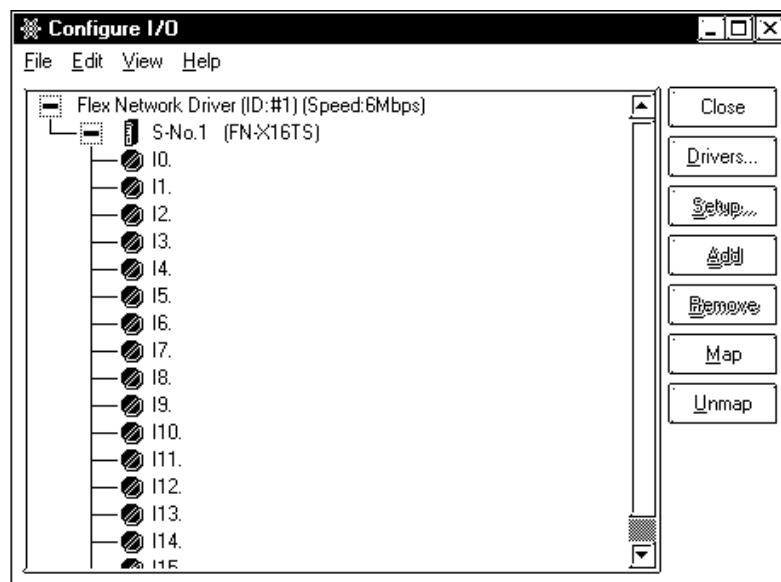 Configure I/O
File Edit View Help
Flex Network Driver (ID:#1) (Speed:6Mbps)
S-No.1 (FN-X16TS)
I0.
I1.
I2.
I3.
I4.
I5.
I6.
I7.
I8.
I9.
I10.
I11.
I12.
I13.
I14.
I15.
Close
Drivers...
Setup...
Add
Remove
Map
Unmap